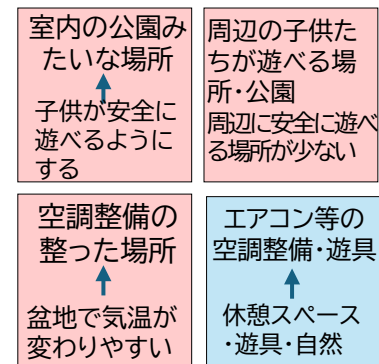 室内の公園み
たいな場所
子供が安全に
遊べるように
する
周辺の子供た
ちが遊べる場
所・公園
周辺に安全に遊べ
る場所が少ない
空調整備の
整った場所
盆地で気温が
変わりやすい
エアコン等の
空調整備・遊具
休憩スペース
・遊具・自然